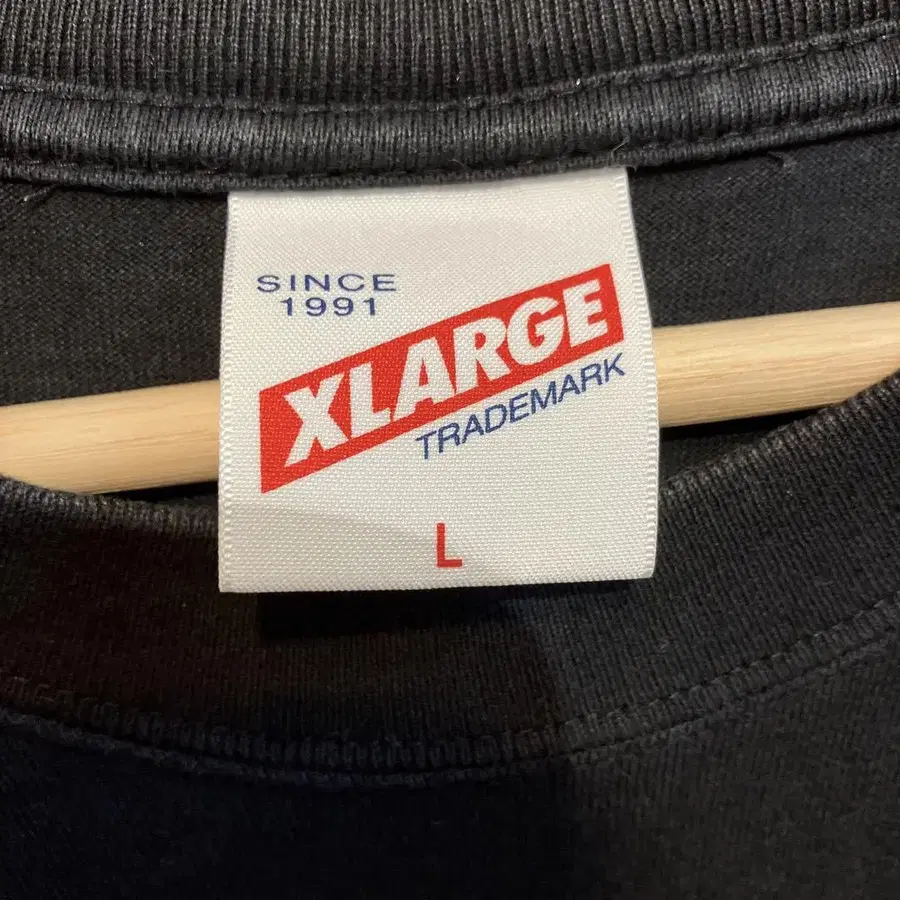 SINCE
1991
XLARGE
TRADEMARK
L